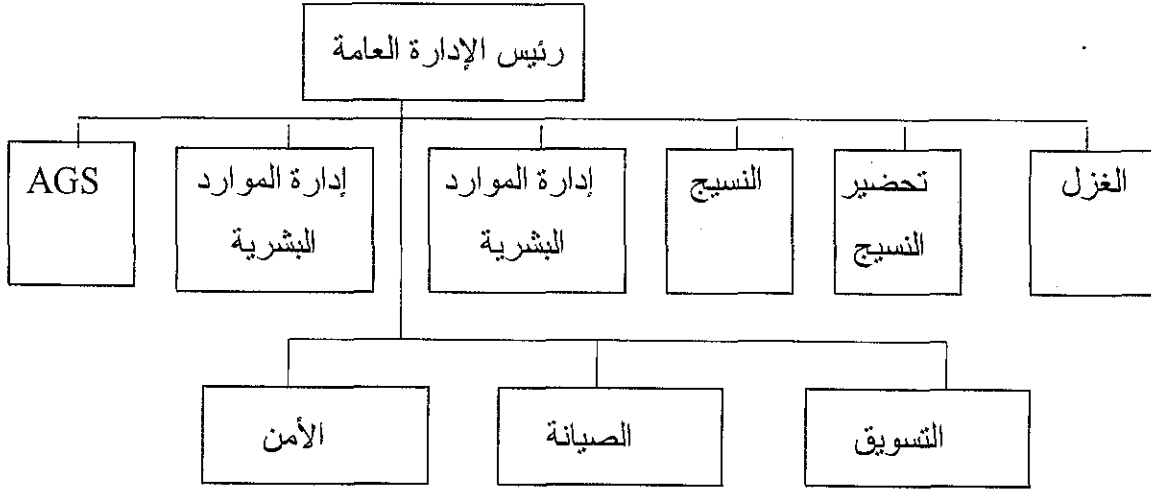 رئيس الإدارة العامة
الغزل
تحضير
النسيج
النسيج
إدارة الموارد
البشرية
إدارة الموارد
البشرية
AGS
التسويق
الصيانة
الأمن